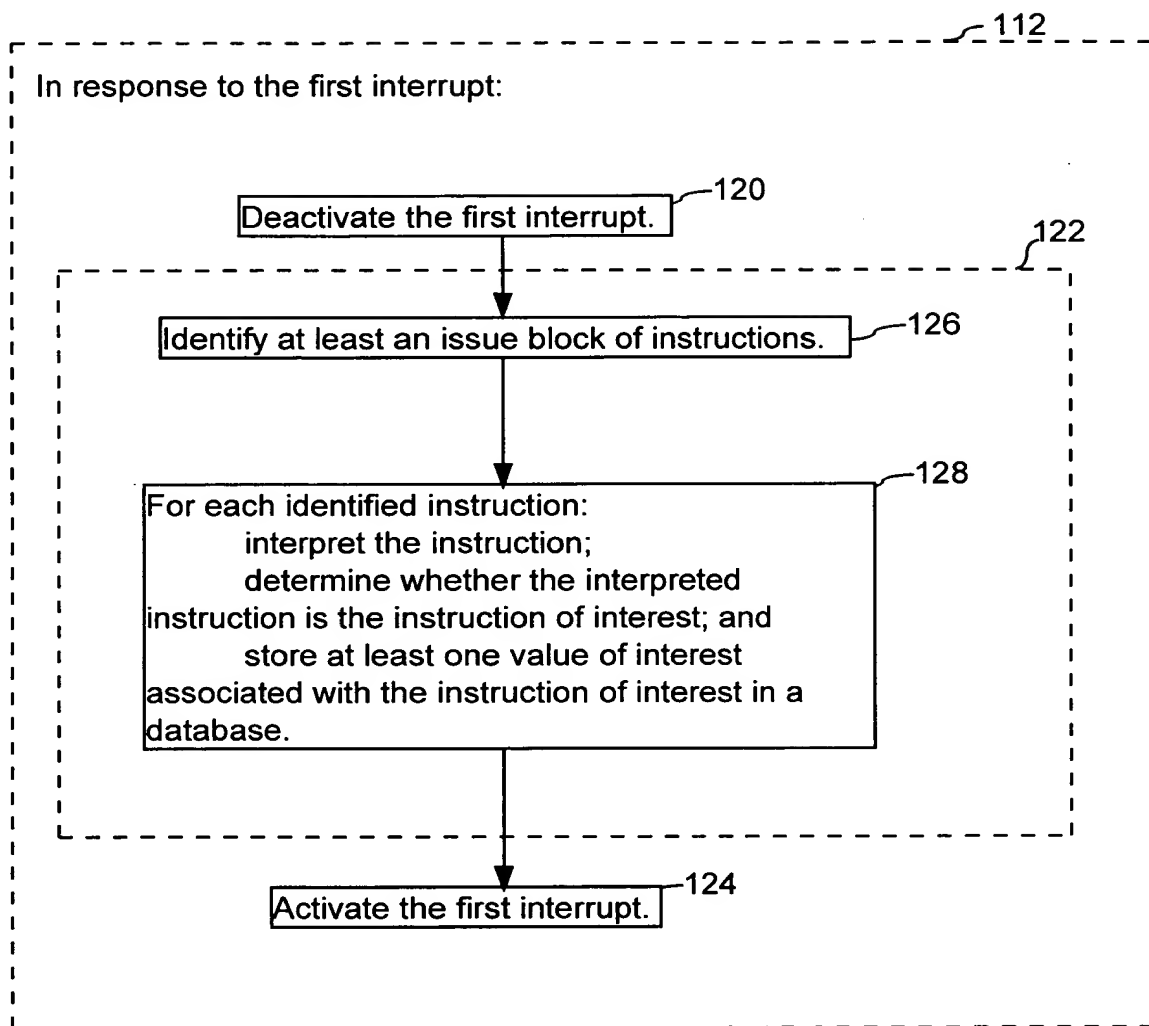 112
In response to the first interrupt:
120
Deactivate the first interrupt.
122
Identify at least an issue block of instructions.
126
128
For each identified instruction:
interpret the instruction;
determine whether the interpreted
instruction is the instruction of interest; and
store at least one value of interest
associated with the instruction of interest in a
database.
124
Activate the first interrupt.